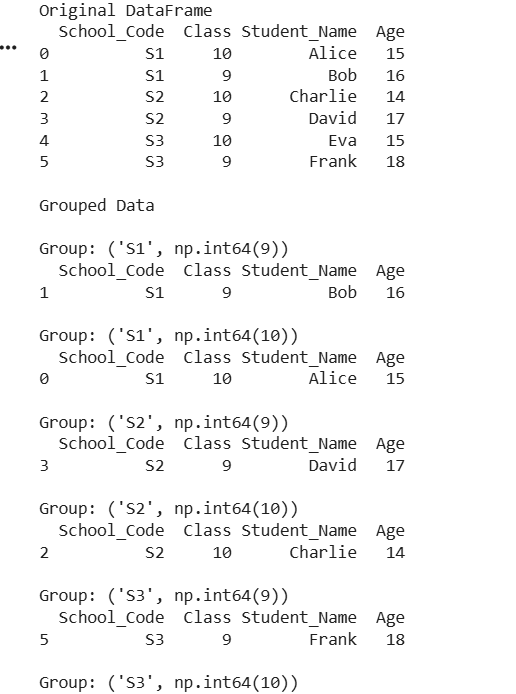 Original DataFrame
  School_Code  Class Student_Name  Age
0          S1     10        Alice   15
1          S1      9          Bob   16
2          S2     10      Charlie   14
3          S2      9        David   17
4          S3     10          Eva   15
5          S3      9        Frank   18

Grouped Data

Group: ('S1', np.int64(9))
  School_Code  Class Student_Name  Age
1          S1      9          Bob   16

Group: ('S1', np.int64(10))
  School_Code  Class Student_Name  Age
0          S1     10        Alice   15

Group: ('S2', np.int64(9))
  School_Code  Class Student_Name  Age
3          S2      9        David   17

Group: ('S2', np.int64(10))
  School_Code  Class Student_Name  Age
2          S2     10      Charlie   14

Group: ('S3', np.int64(9))
  School_Code  Class Student_Name  Age
5          S3      9        Frank   18

Group: ('S3', np.int64(10))